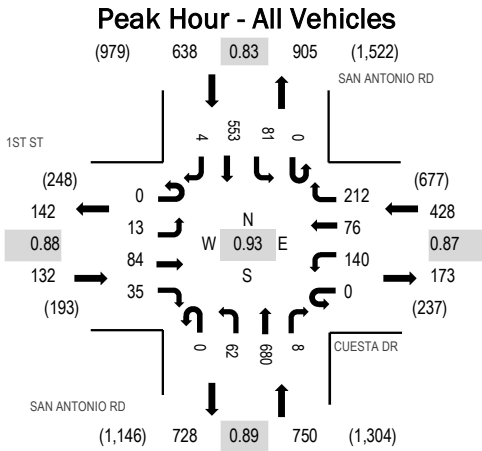 Peak Hour - All Vehicles
(979) 638 0.83 905 (1,522)
SAN ANTONIO RD
4 553 81 0
1ST ST
(248) (677)
0 212
142 428
13 76
N
0.88 W 0.93 E 0.87
S
84 140
132 173
35 0
(193) (237)
0 62 680 8
CUESTA DR
SAN ANTONIO RD
(1,146) 728 0.89 750 (1,304)